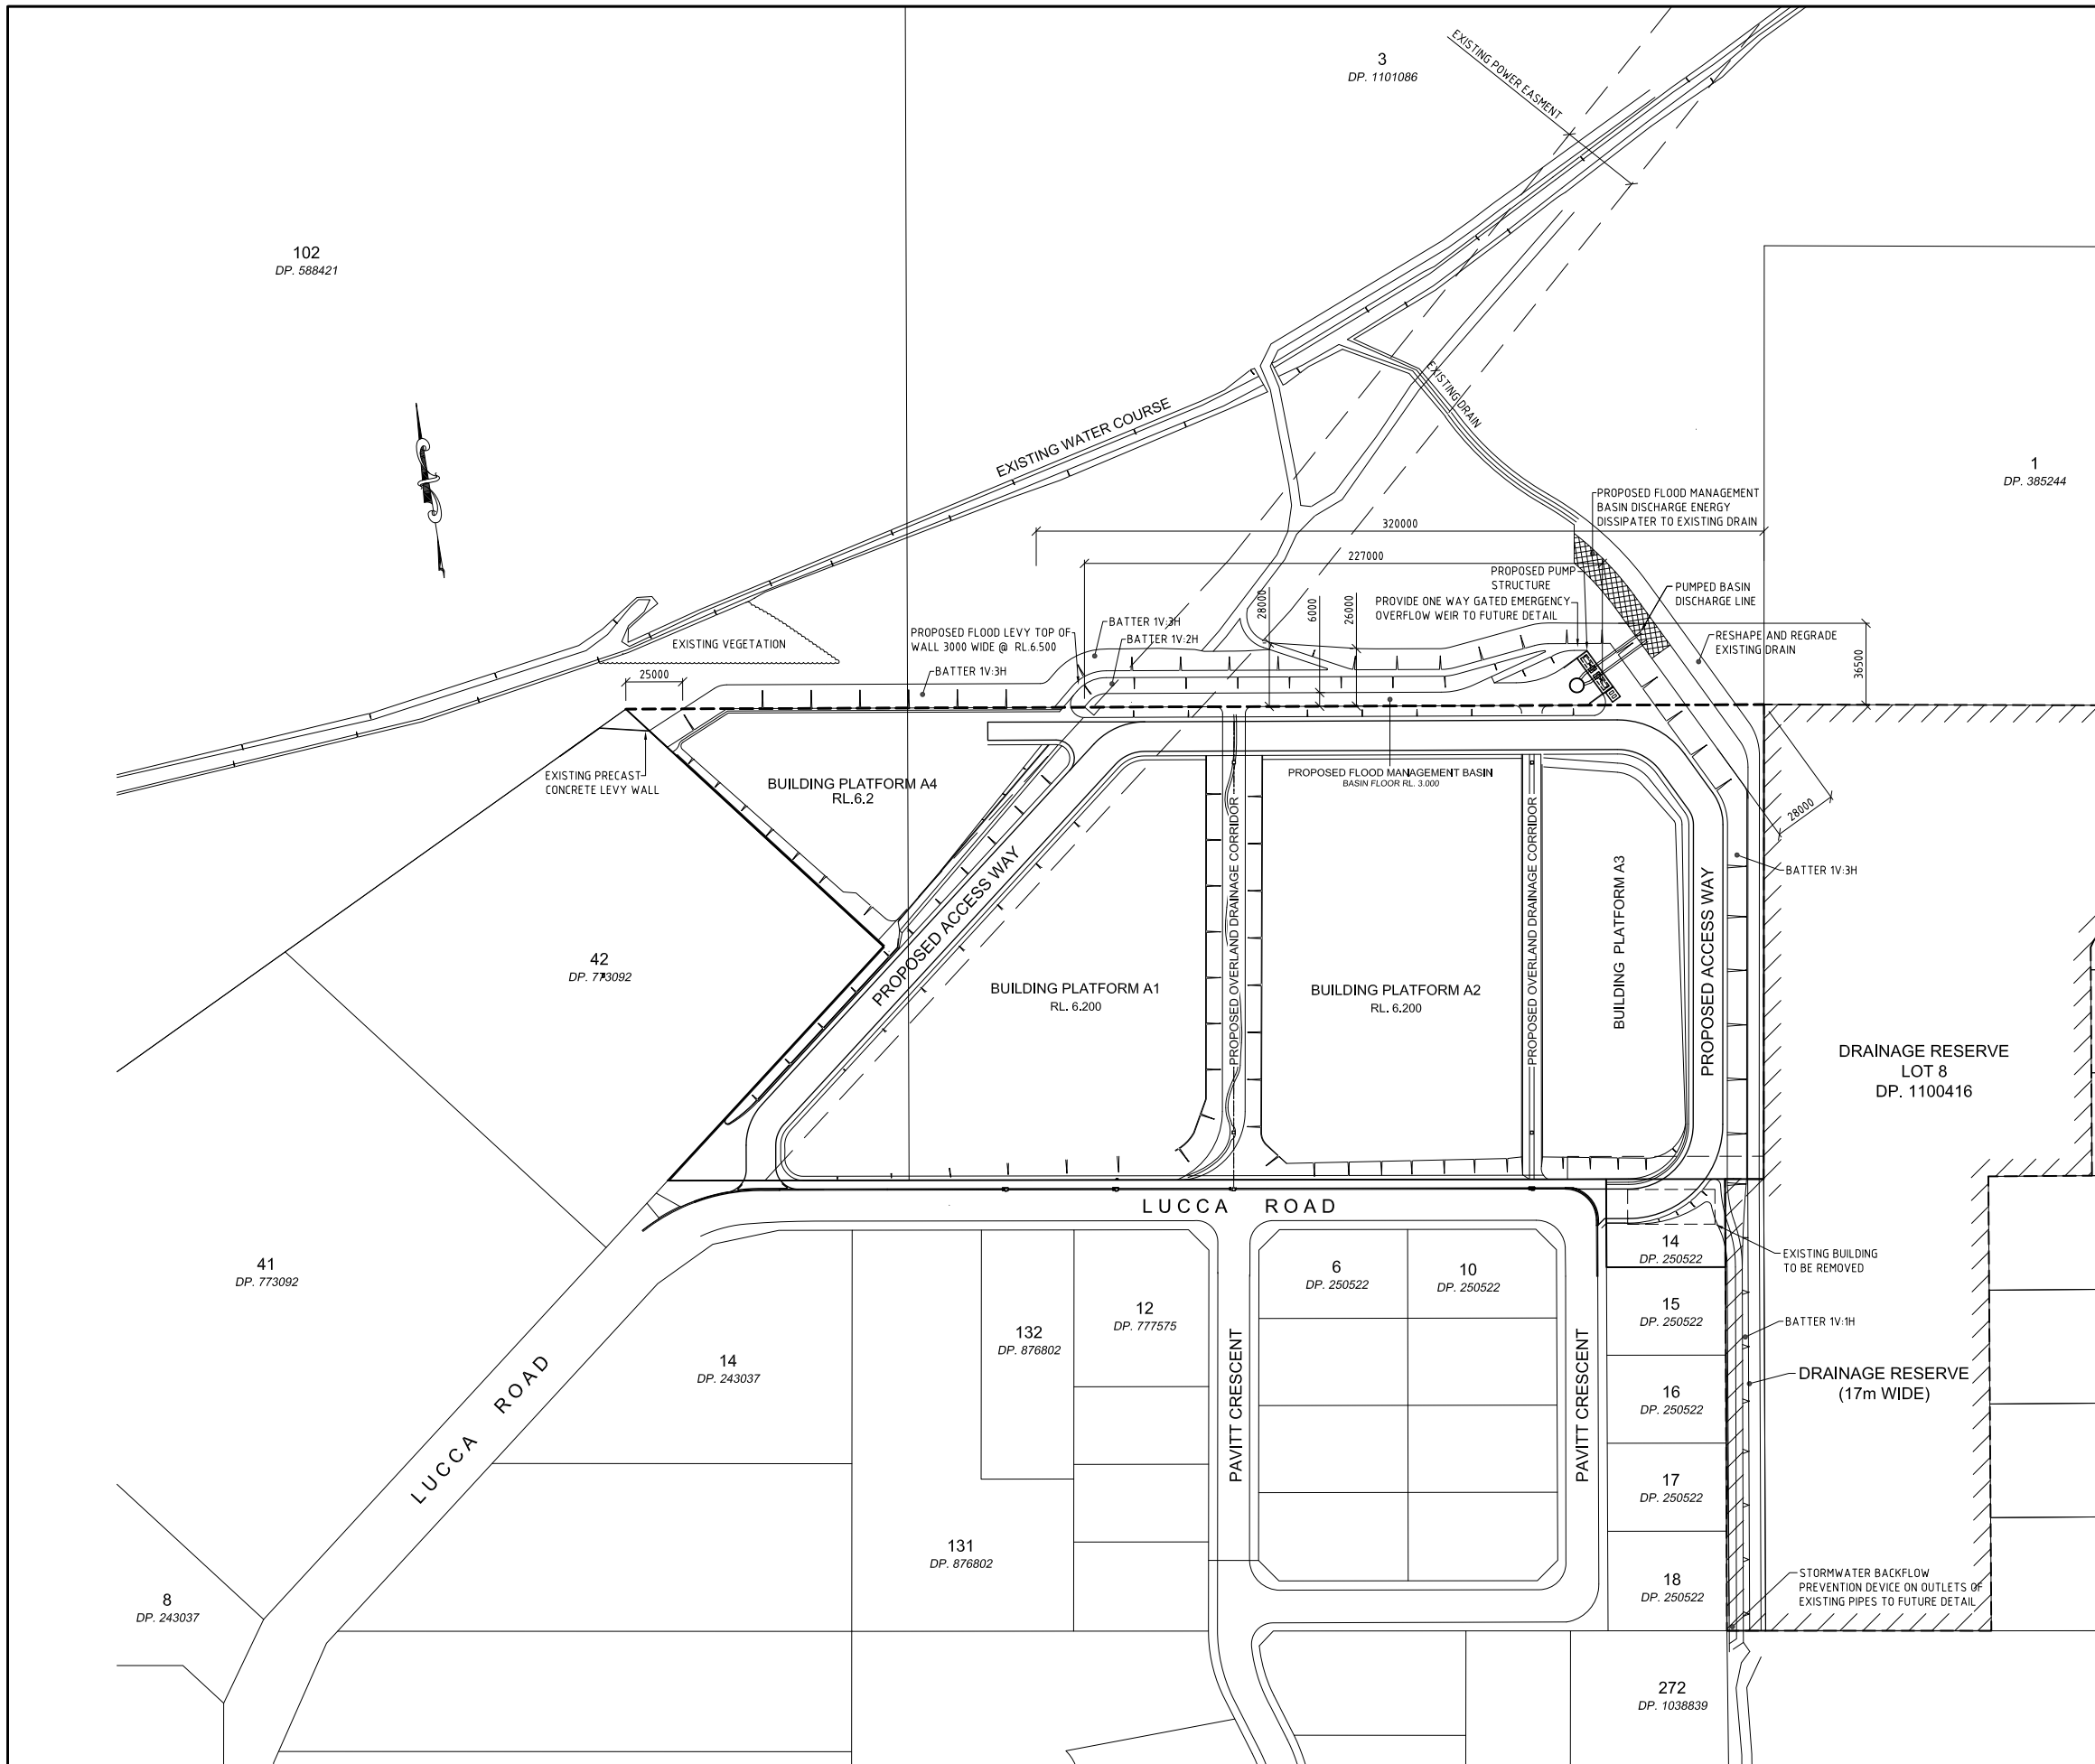 3
DP. 1101086
EXISTING POWER EASMENT
102
DP. 588421
EXISTING WATER COURSE
EXISTING DRAIN
1
DP. 385244
PROPOSED FLOOD MANAGEMENT
BASIN DISCHARGE ENERGY
DISSIPATER TO EXISTING DRAIN
320000
227000
PROPOSED PUMP
STRUCTURE
PUMPED BASIN
DISCHARGE LINE
PROVIDE ONE WAY GATED EMERGENCY
OVERFLOW WEIR TO FUTURE DETAIL
28000
6000
26000
BATTER 1V:3H
BATTER 1V:2H
PROPOSED FLOOD LEVY TOP OF
WALL 3000 WIDE @ RL.6.500
BATTER 1V:3H
RESHAPE AND REGRADE
EXISTING DRAIN
36500
EXISTING VEGETATION
25000
EXISTING PRECAST
CONCRETE LEVY WALL
BUILDING PLATFORM A4
RL.6.2
PROPOSED FLOOD MANAGEMENT BASIN
BASIN FLOOR RL. 3.000
28000
BATTER 1V:3H
PROPOSED ACCESS WAY
PROPOSED OVERLAND DRAINAGE CORRIDOR
PROPOSED OVERLAND DRAINAGE CORRIDOR
BUILDING PLATFORM A3
PROPOSED ACCESS WAY
42
DP. 773092
BUILDING PLATFORM A1
RL. 6.200
BUILDING PLATFORM A2
RL. 6.200
DRAINAGE RESERVE
LOT 8
DP. 1100416
LUCCA ROAD
41
DP. 773092
14
DP. 250522
EXISTING BUILDING
TO BE REMOVED
6
DP. 250522
10
DP. 250522
12
DP. 777575
132
DP. 876802
15
DP. 250522
BATTER 1V:1H
14
DP. 243037
LUCCA ROAD
PAVITT CRESCENT
PAVITT CRESCENT
16
DP. 250522
DRAINAGE RESERVE
(17m WIDE)
17
DP. 250522
131
DP. 876802
18
DP. 250522
STORMWATER BACKFLOW
PREVENTION DEVICE ON OUTLETS OF
EXISTING PIPES TO FUTURE DETAIL
8
DP. 243037
272
DP. 1038839